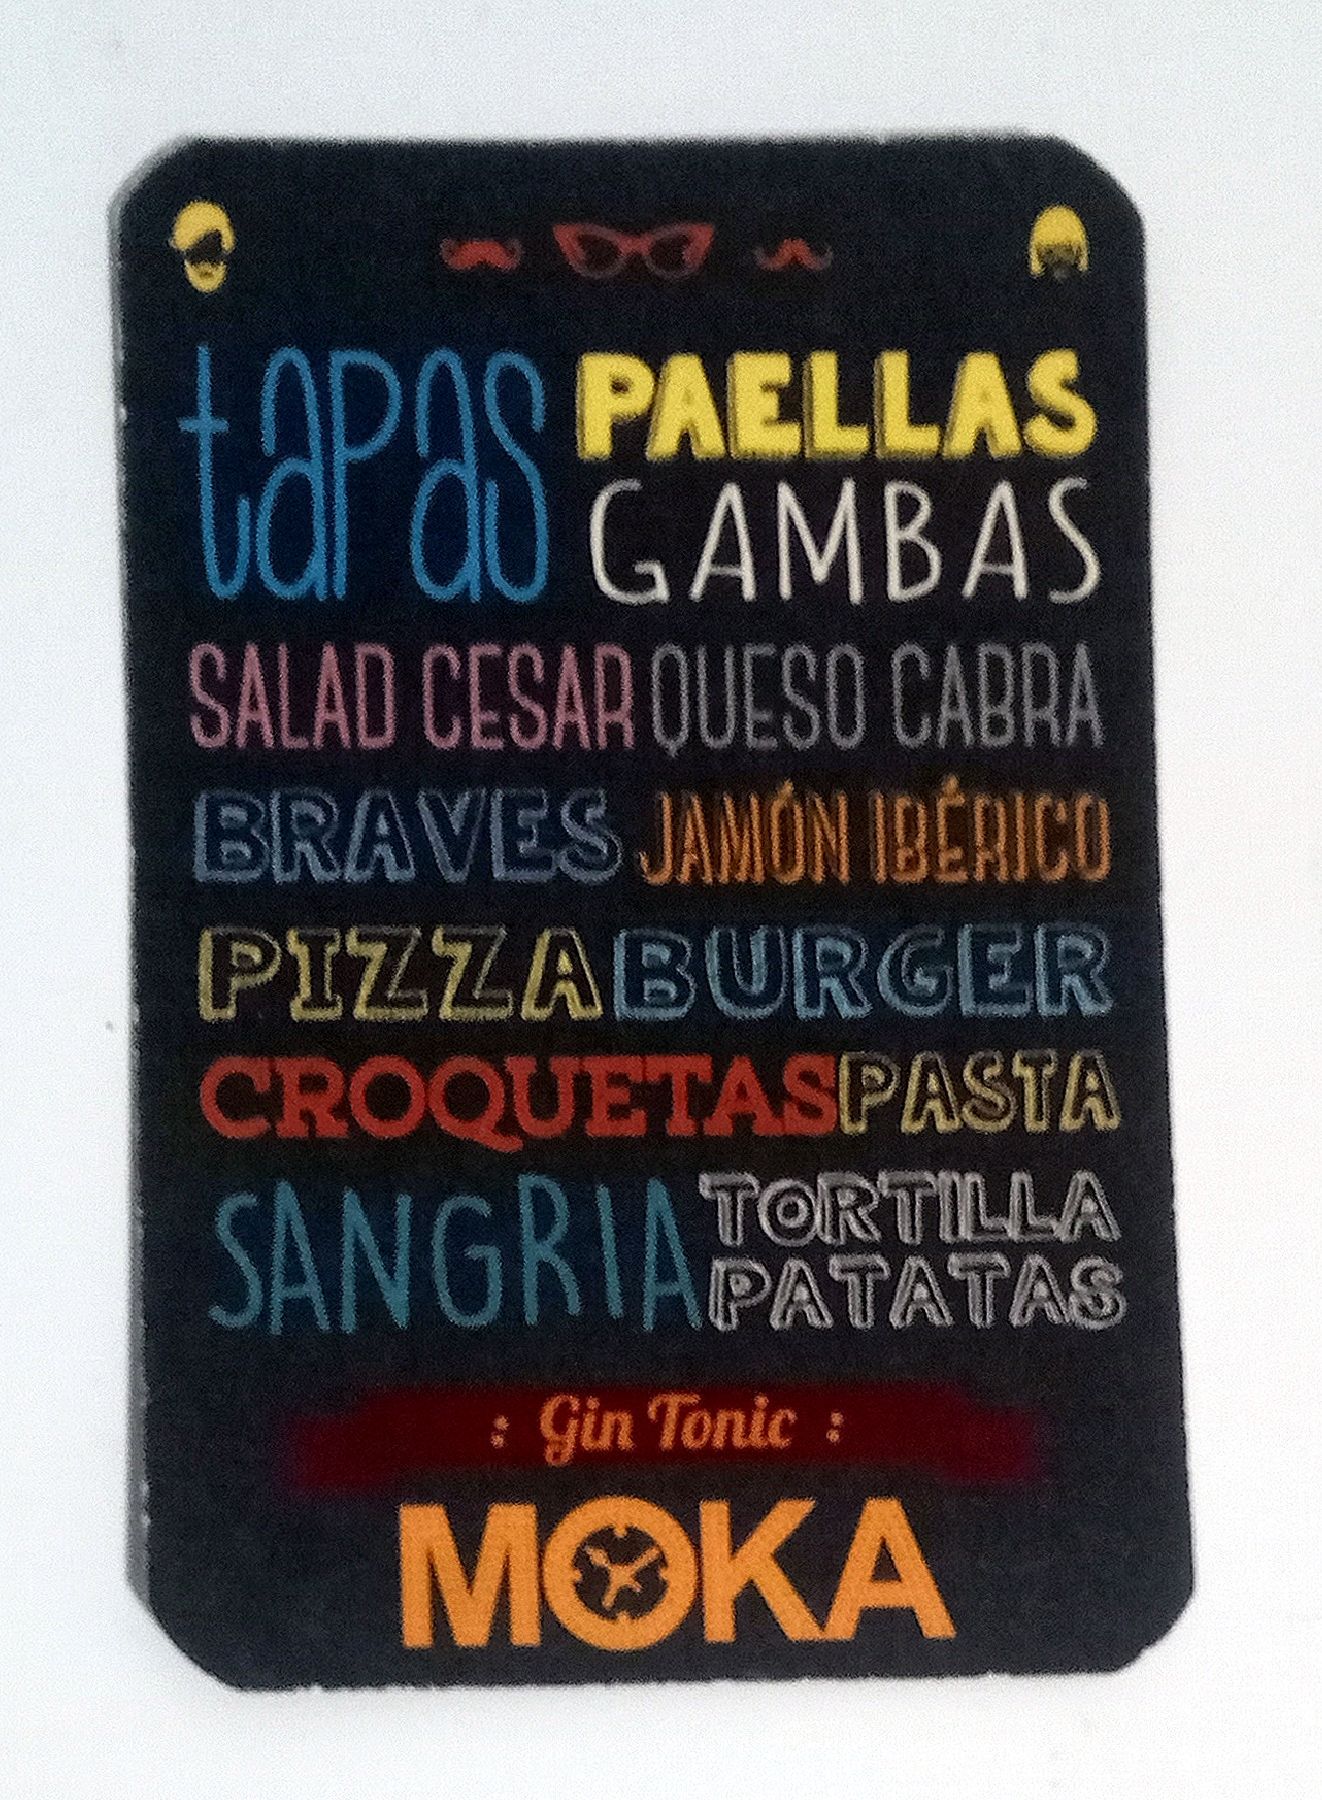 tapas PAELLAS
GAMBAS
SALAD CESAR QUESO CABRA
BRAVES JAMÓN IBÉRICO
PIZZA BURGER
CROQUETAS PASTA
SANGRIA TORTILLA
PATATAS
: Gin Tonic :
MOKA